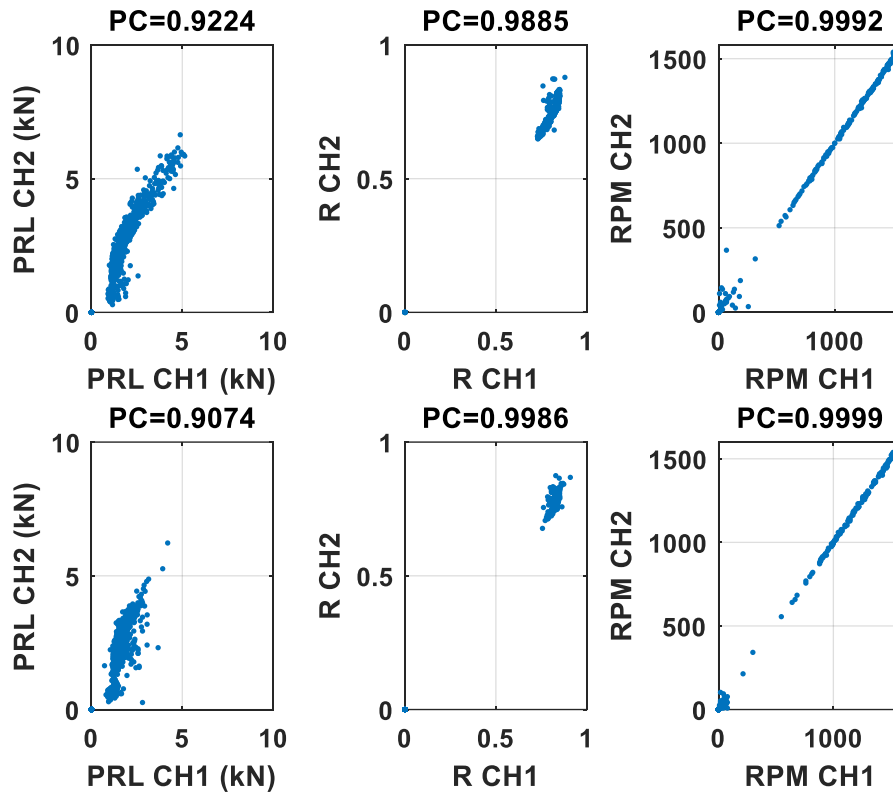 PC=0.9224
PC=0.9885
PC=0.9992
PRL CH2 (kN)
10
5
0
0
5
10
PRL CH1 (kN)
R CH2
1
0.5
0
0
0.5
1
R CH1
RPM CH2
1500
1000
500
0
0
1000
RPM CH1
PC=0.9074
PC=0.9986
PC=0.9999
PRL CH2 (kN)
10
5
0
0
5
10
PRL CH1 (kN)
R CH2
1
0.5
0
0
0.5
1
R CH1
RPM CH2
1500
1000
500
0
0
1000
RPM CH1